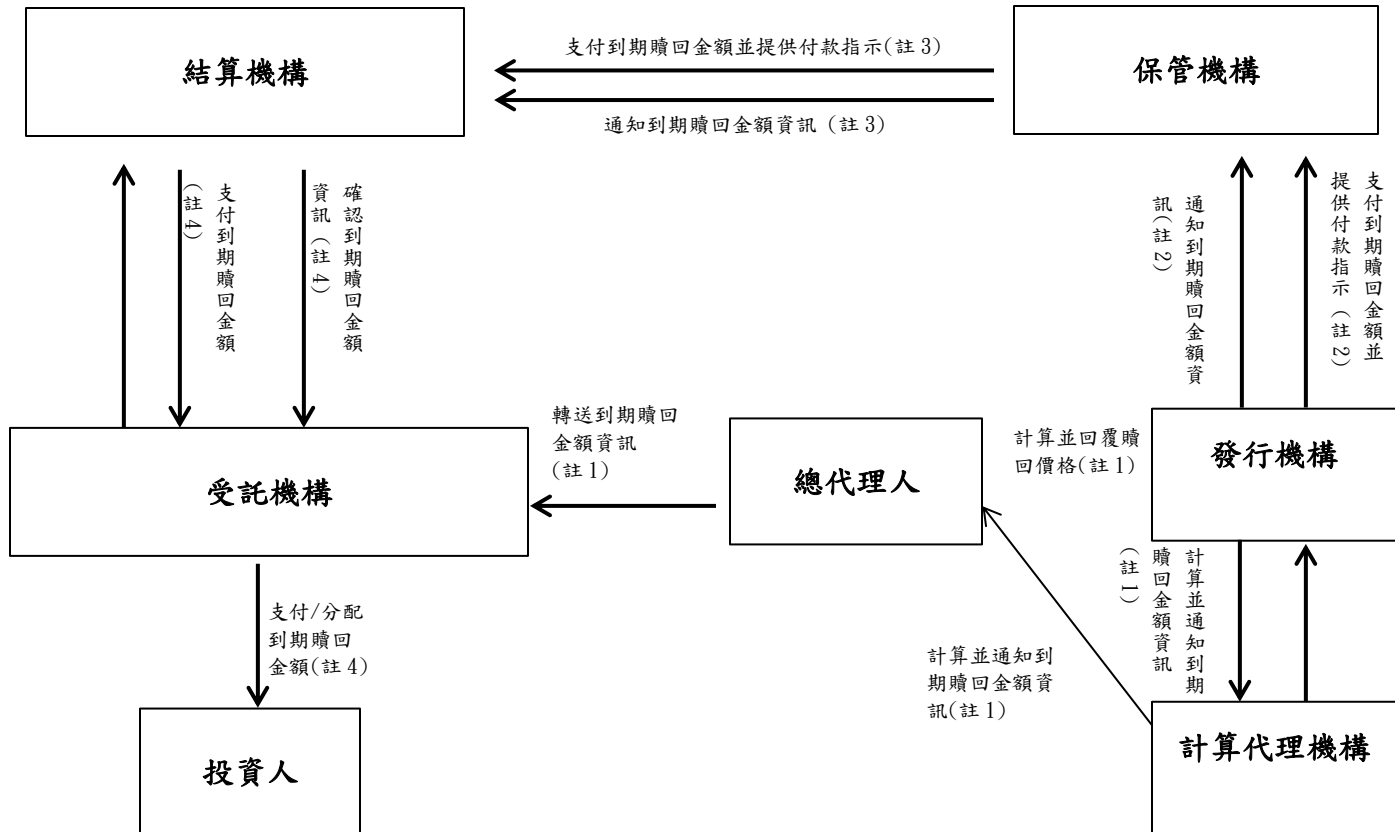 結算機構
支付到期贖回金額並提供付款指示(註 3)
通知到期贖回金額資訊 (註 3)
保管機構
支付到期贖回金額
(註 4)
確認到期贖回金額
資訊 (註 4)
通知到期贖回金額資
訊(註 2)
支付到期贖回金額並
提供付款指示 (註 2)
受託機構
轉送到期贖回
金額資訊
(註 1)
總代理人
計算並回覆贖
回價格(註 1)
發行機構
計算並通知到期
贖回金額資訊
(註 1)
支付/分配
到期贖回
金額(註 4)
計算並通知到
期贖回金額資
訊(註 1)
投資人
計算代理機構